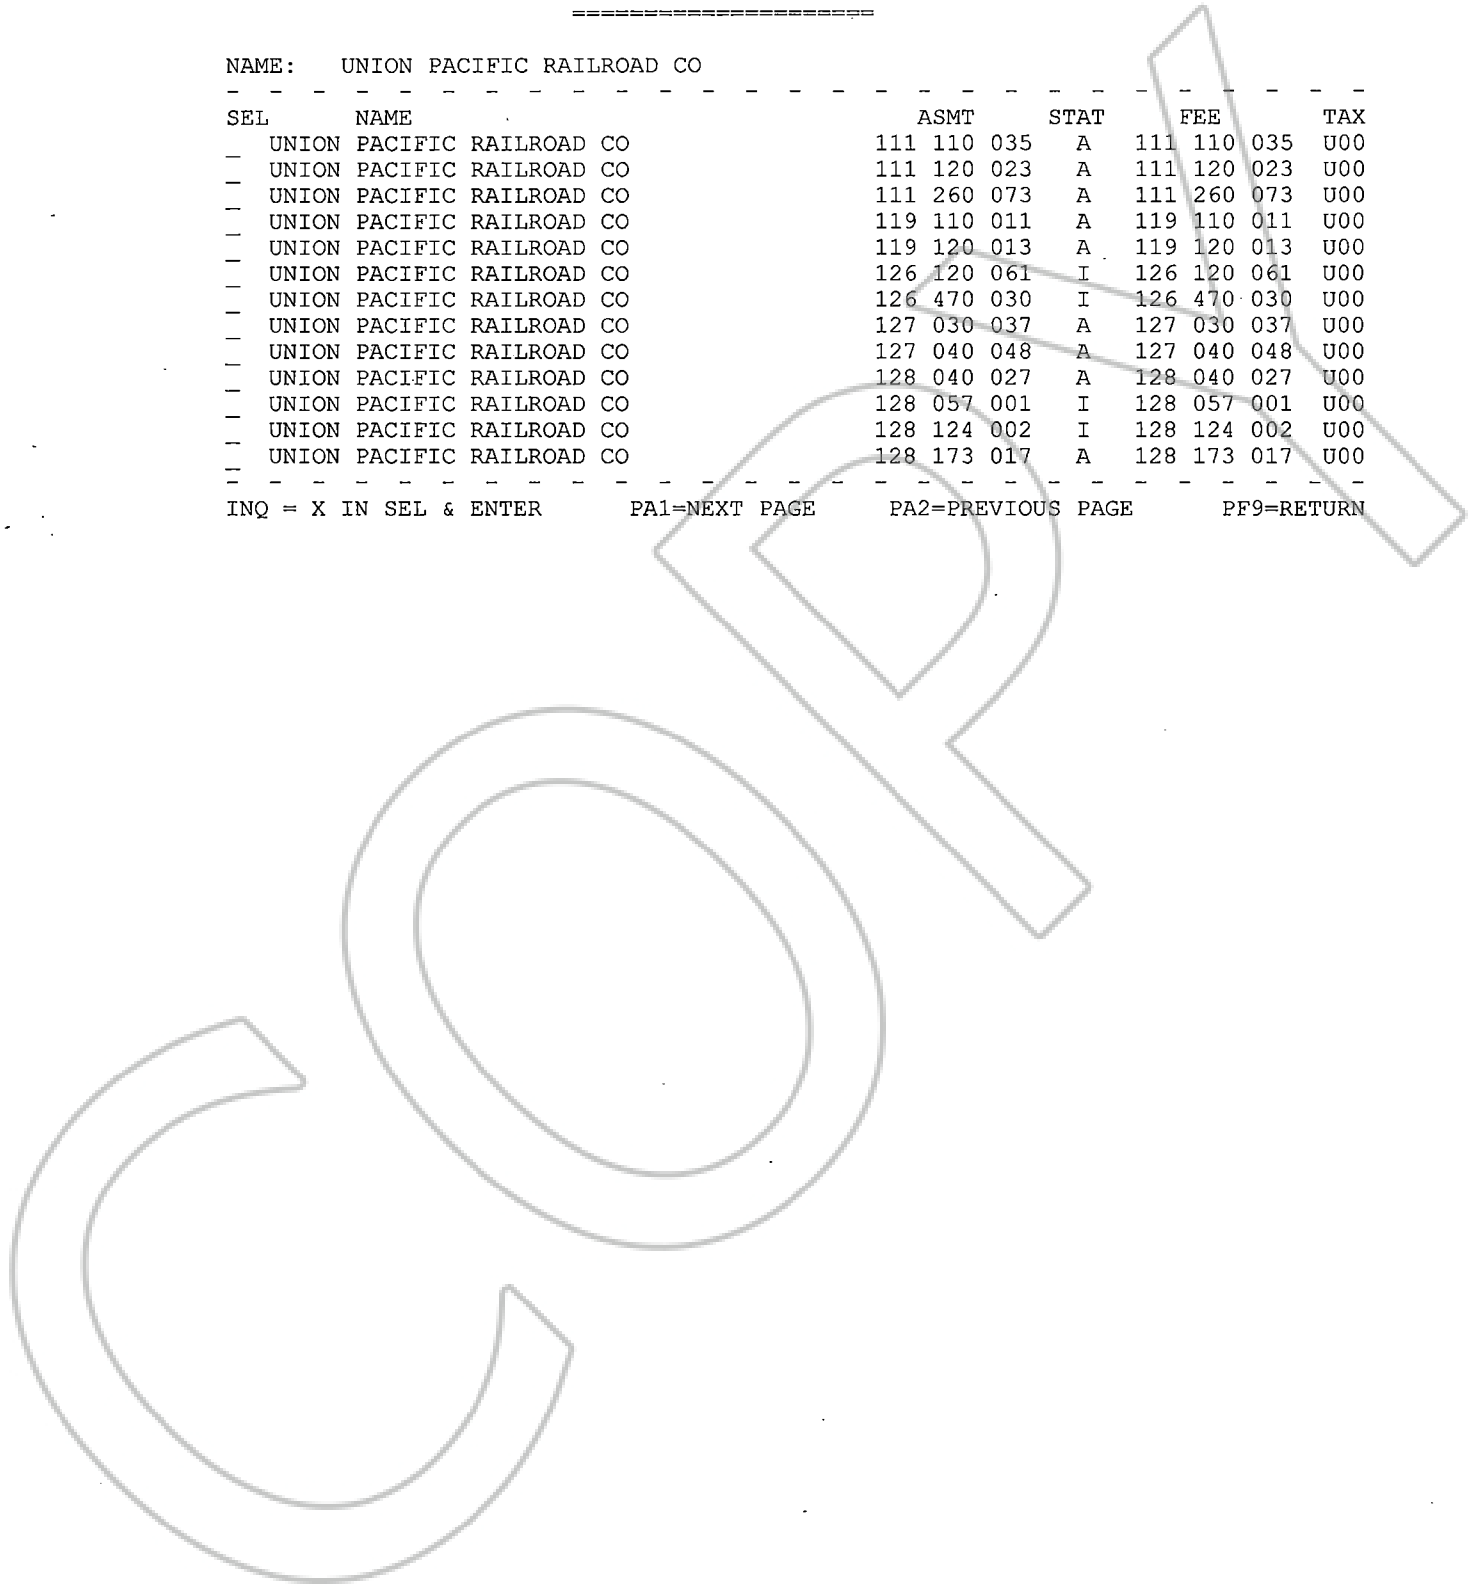 =====================
NAME: UNION PACIFIC RAILROAD CO
- - - - - - - - - - - - - - - - - - - - - - - - - - -
SEL NAME ASMT STAT FEE TAX
_ UNION PACIFIC RAILROAD CO 111 110 035 A 111 110 035 U00
_ UNION PACIFIC RAILROAD CO 111 120 023 A 111 120 023 U00
_ UNION PACIFIC RAILROAD CO 111 260 073 A 111 260 073 U00
_ UNION PACIFIC RAILROAD CO 119 110 011 A 119 110 011 U00
_ UNION PACIFIC RAILROAD CO 119 120 013 A 119 120 013 U00
_ UNION PACIFIC RAILROAD CO 126 120 061 I 126 120 061 U00
_ UNION PACIFIC RAILROAD CO 126 470 030 I 126 470 030 U00
_ UNION PACIFIC RAILROAD CO 127 030 037 A 127 030 037 U00
_ UNION PACIFIC RAILROAD CO 127 040 048 A 127 040 048 U00
_ UNION PACIFIC RAILROAD CO 128 040 027 A 128 040 027 U00
_ UNION PACIFIC RAILROAD CO 128 057 001 I 128 057 001 U00
_ UNION PACIFIC RAILROAD CO 128 124 002 I 128 124 002 U00
_ UNION PACIFIC RAILROAD CO 128 173 017 A 128 173 017 U00
- - - - - - - - - - - - - - - - - - - - - - - - - - -
INQ = X IN SEL & ENTER PA1=NEXT PAGE PA2=PREVIOUS PAGE PF9=RETURN
COPY